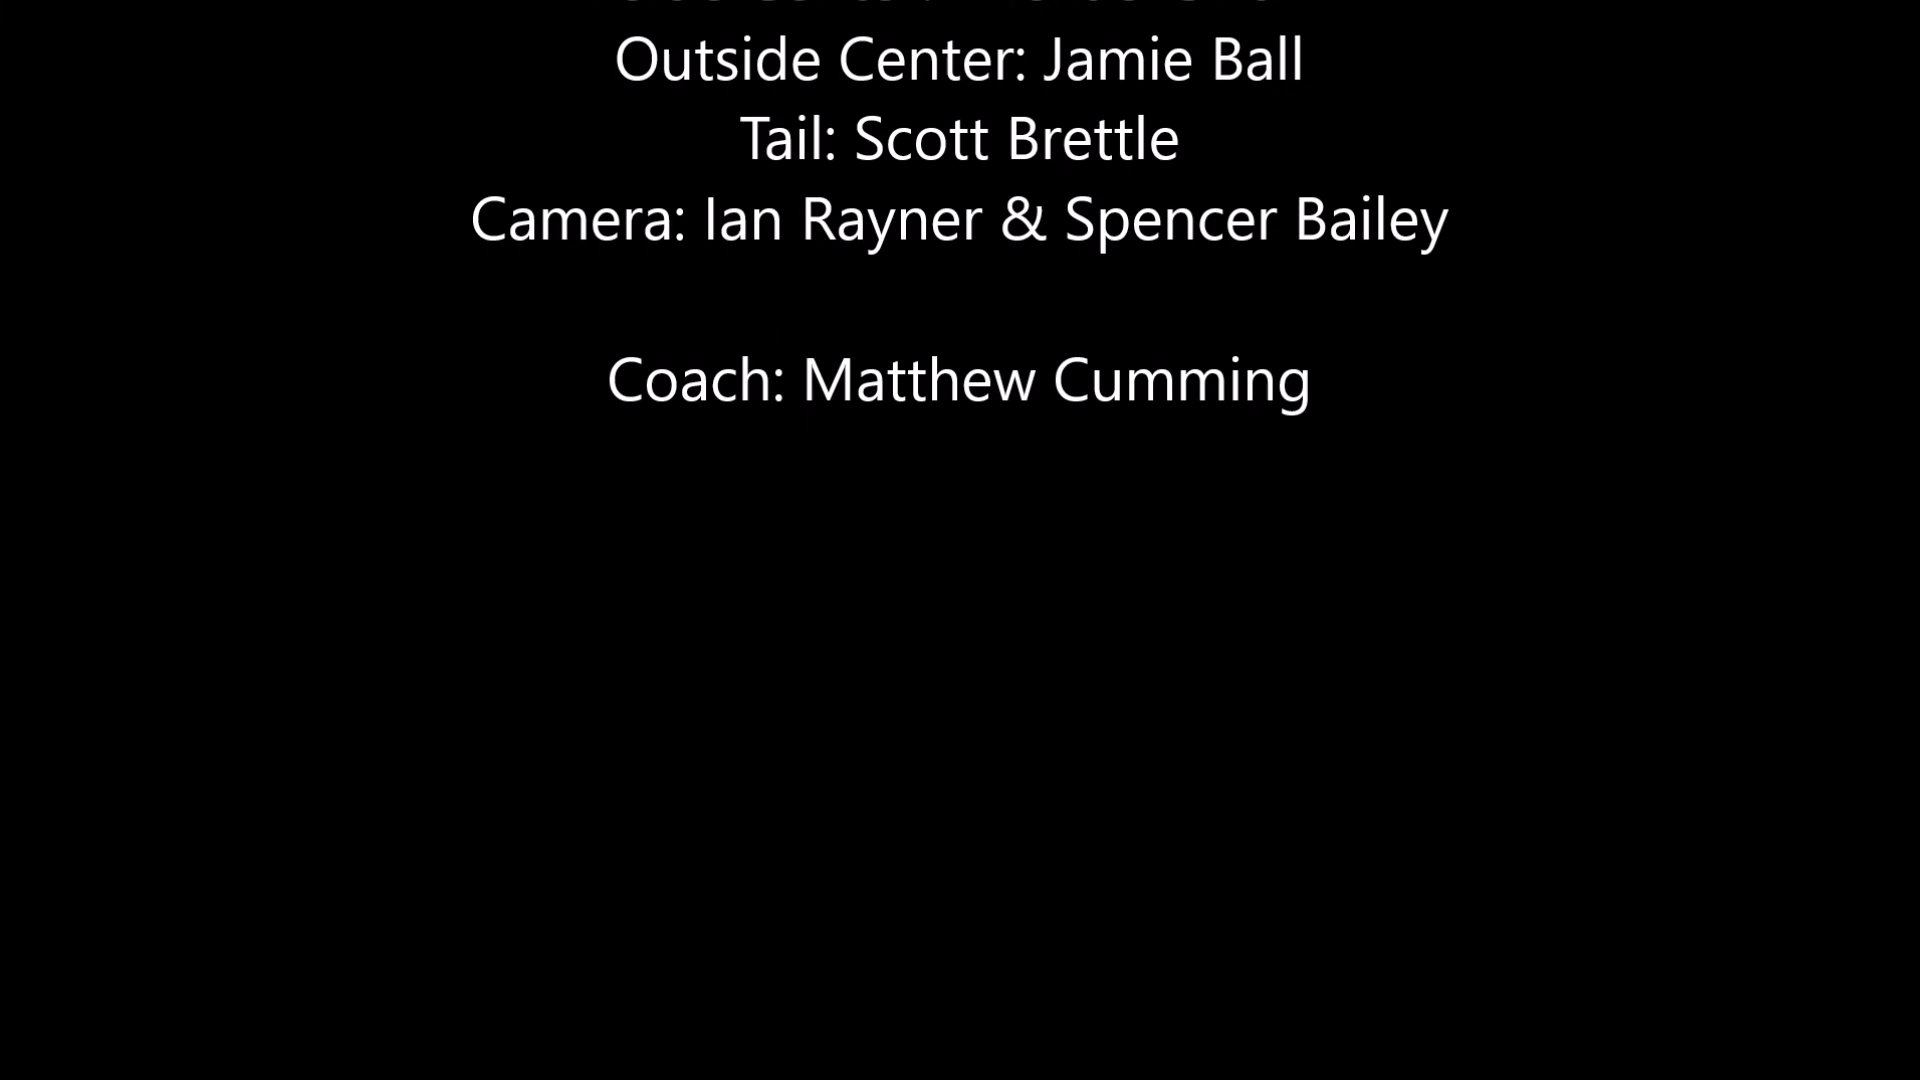 Outside Center: Jamie Ball
Tail: Scott Brettle
Camera: Ian Rayner & Spencer Bailey
Coach: Matthew Cumming